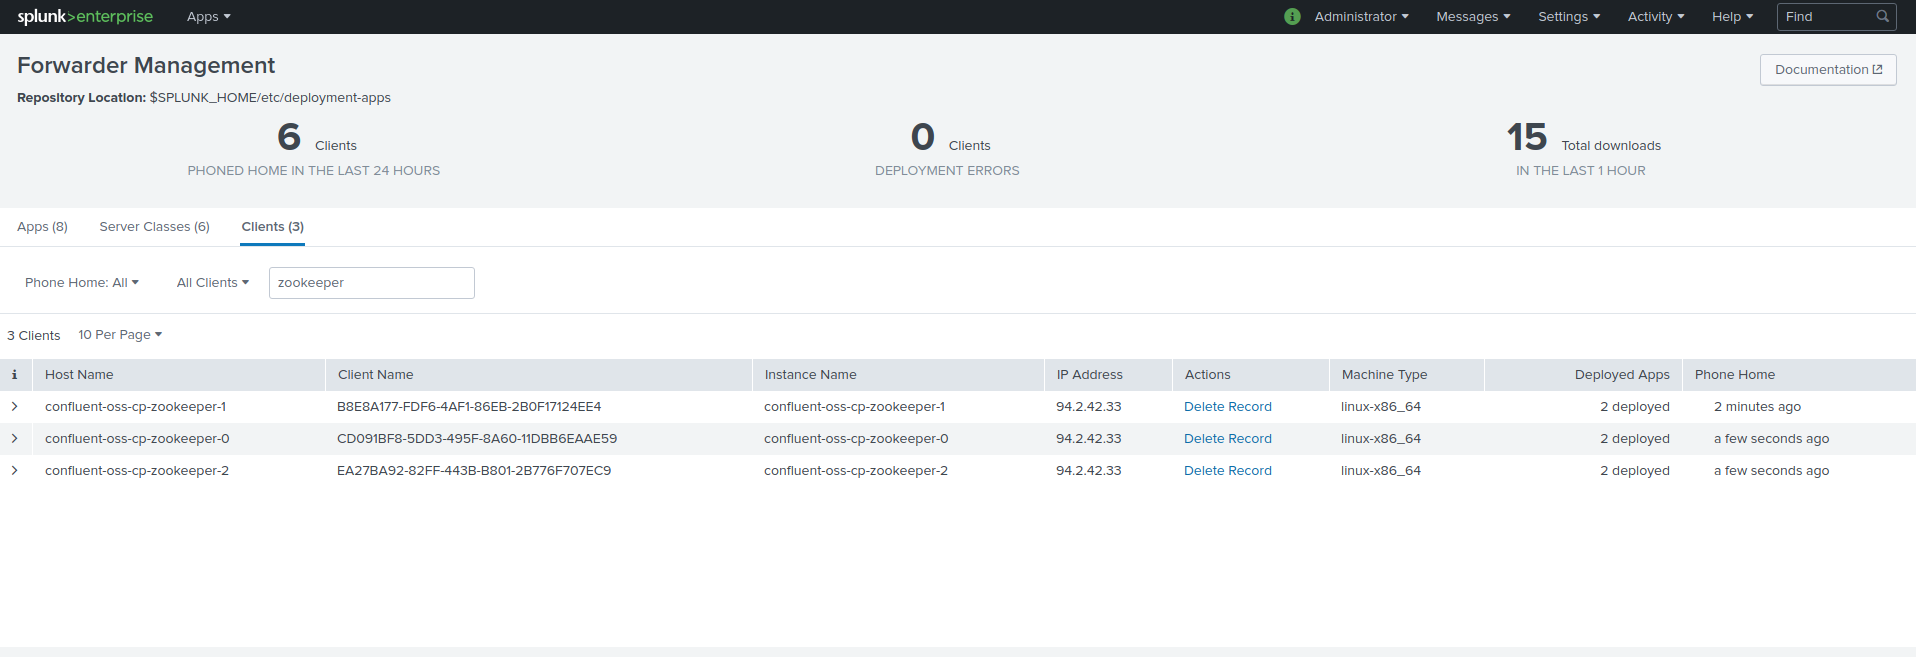 splunk>enterprise Apps Administrator Messages Settings Activity Help Find
Forwarder Management
Documentation
Repository Location: $SPLUNK_HOME/etc/deployment-apps
6 Clients 0 Clients 15 Total downloads
PHONED HOME IN THE LAST 24 HOURS DEPLOYMENT ERRORS IN THE LAST 1 HOUR
Apps (8) Server Classes (6) Clients (3)
Phone Home: All All Clients zookeeper
3 Clients 10 Per Page
i Host Name Client Name Instance Name IP Address Actions Machine Type Deployed Apps Phone Home
confluent-oss-cp-zookeeper-1 B8E8A177-FDF6-4AF1-86EB-2B0F17124EE4 confluent-oss-cp-zookeeper-1 94.2.42.33 Delete Record linux-x86_64 2 deployed 2 minutes ago
confluent-oss-cp-zookeeper-0 CD091BF8-5DD3-495F-8A60-11DBB6EAAE59 confluent-oss-cp-zookeeper-0 94.2.42.33 Delete Record linux-x86_64 2 deployed a few seconds ago
confluent-oss-cp-zookeeper-2 EA27BA92-82FF-443B-B801-2B776F707EC9 confluent-oss-cp-zookeeper-2 94.2.42.33 Delete Record linux-x86_64 2 deployed a few seconds ago